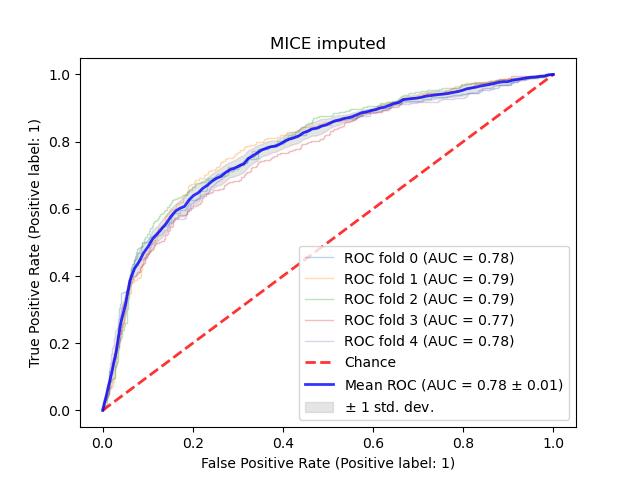 MICE imputed
True Positive Rate (Positive label: 1)
1.0
0.8
0.6
0.4
0.2
0.0
ROC fold 0 (AUC = 0.78)
ROC fold 1 (AUC = 0.79)
ROC fold 2 (AUC = 0.79)
ROC fold 3 (AUC = 0.77)
ROC fold 4 (AUC = 0.78)
Chance
Mean ROC (AUC = 0.78 ± 0.01)
± 1 std. dev.
0.0 0.2 0.4 0.6 0.8 1.0
False Positive Rate (Positive label: 1)